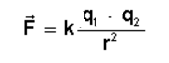 F⃗ = k (q₁ · q₂) / r²